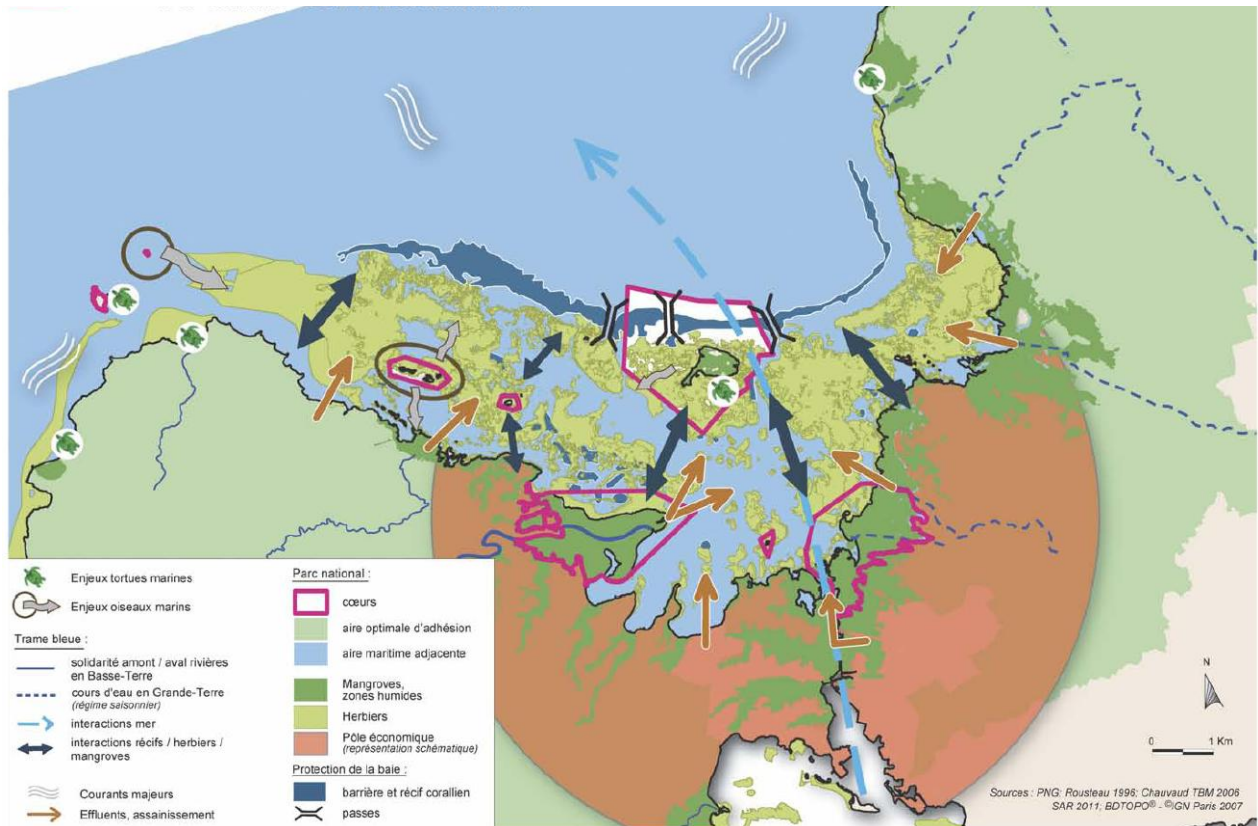 Enjeux tortues marines
Enjeux oiseaux marins
Trame bleue :
solidarité amont / aval rivières
en Basse-Terre
cours d'eau en Grande-Terre
(régime saisonnier)
interactions mer
interactions récifs / herbiers /
mangroves
Courants majeurs
Effluents, assainissement
Parc national :
cœurs
aire optimale d'adhésion
aire maritime adjacente
Mangroves,
zones humides
Herbiers
Pôle économique
(représentation schématique)
Protection de la baie :
barrière et récif corallien
passes
N
0 1 Km
Sources : PNG; Rousteau 1996; Chauvaud TBM 2006
SAR 2011; BDTOPO® - ©IGN Paris 2007